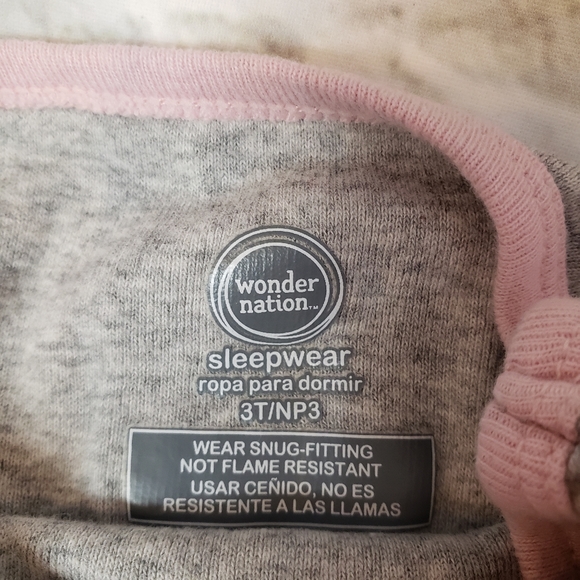 wonder
nation™
sleepwear
ropa para dormir
3T/NP3
WEAR SNUG-FITTING
NOT FLAME RESISTANT
USAR CEÑIDO, NO ES
RESISTENTE A LAS LLAMAS